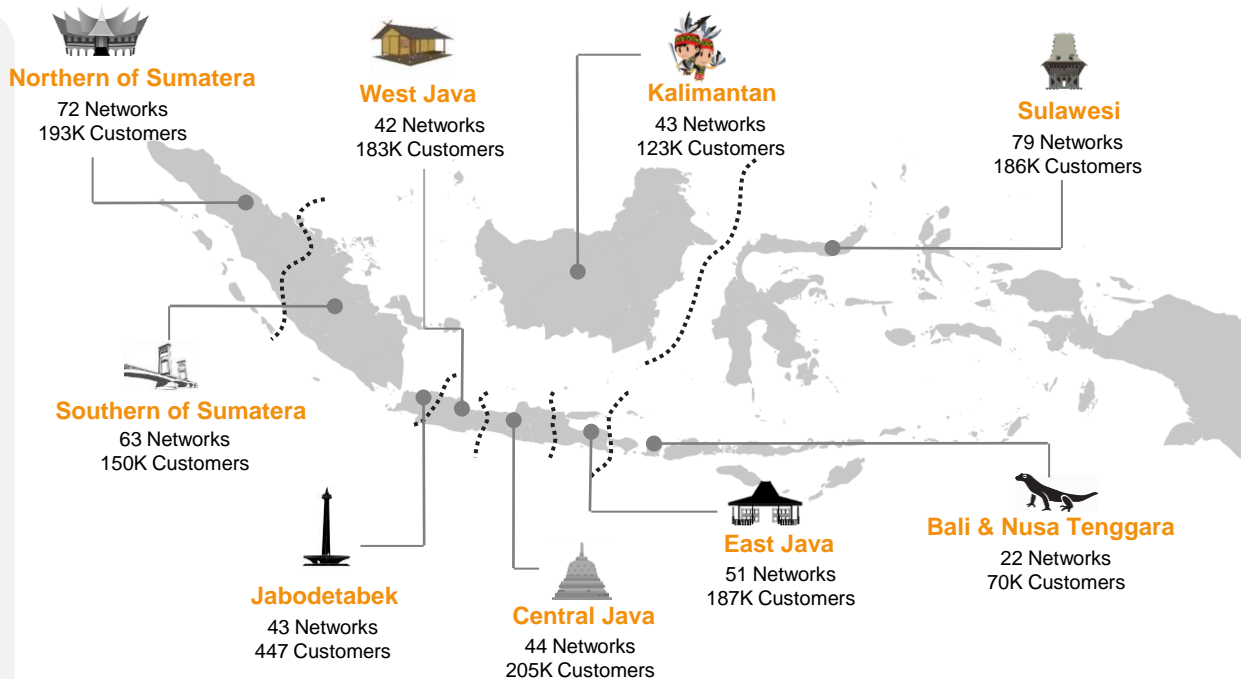 Northern of Sumatera
72 Networks
193K Customers
West Java
42 Networks
183K Customers
Kalimantan
43 Networks
123K Customers
Sulawesi
79 Networks
186K Customers
Southern of Sumatera
63 Networks
150K Customers
Jabodetabek
43 Networks
447 Customers
Central Java
44 Networks
205K Customers
East Java
51 Networks
187K Customers
Bali & Nusa Tenggara
22 Networks
70K Customers